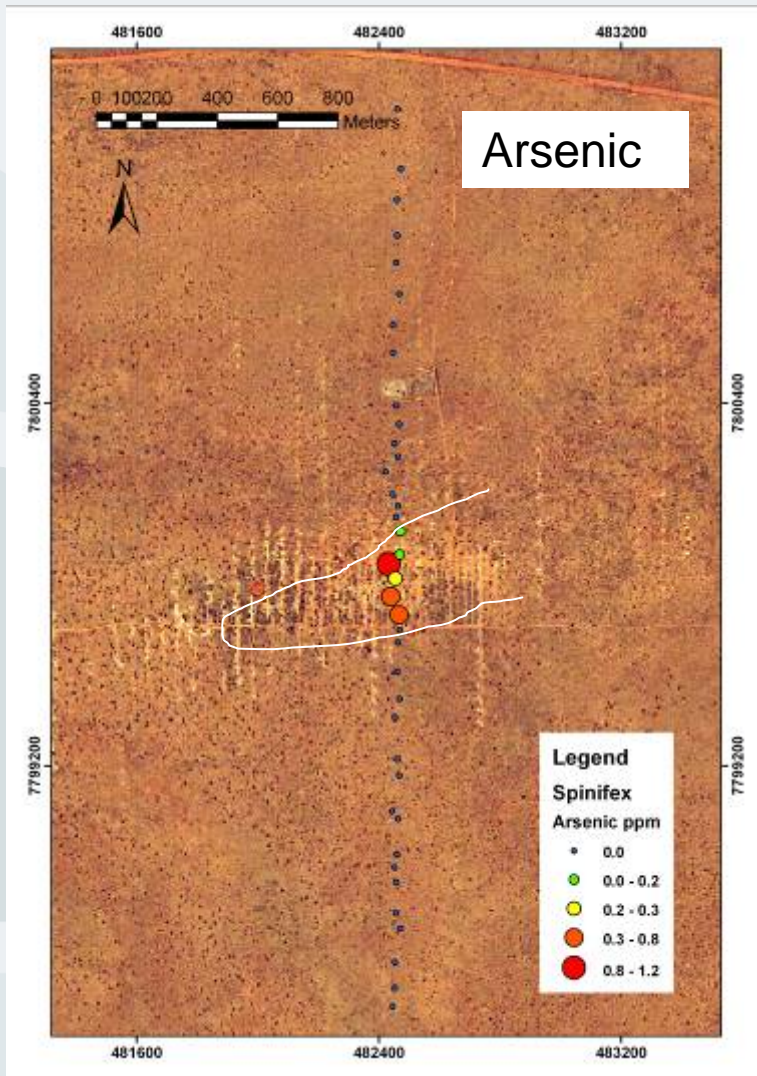 481600 482400 483200
0 100200 400 600 800
Meters
Arsenic
N
7800400 7800400
7799200 7799200
Legend
Spinifex
Arsenic ppm
0.0
0.0 - 0.2
0.2 - 0.3
0.3 - 0.8
0.8 - 1.2
481600 482400 483200